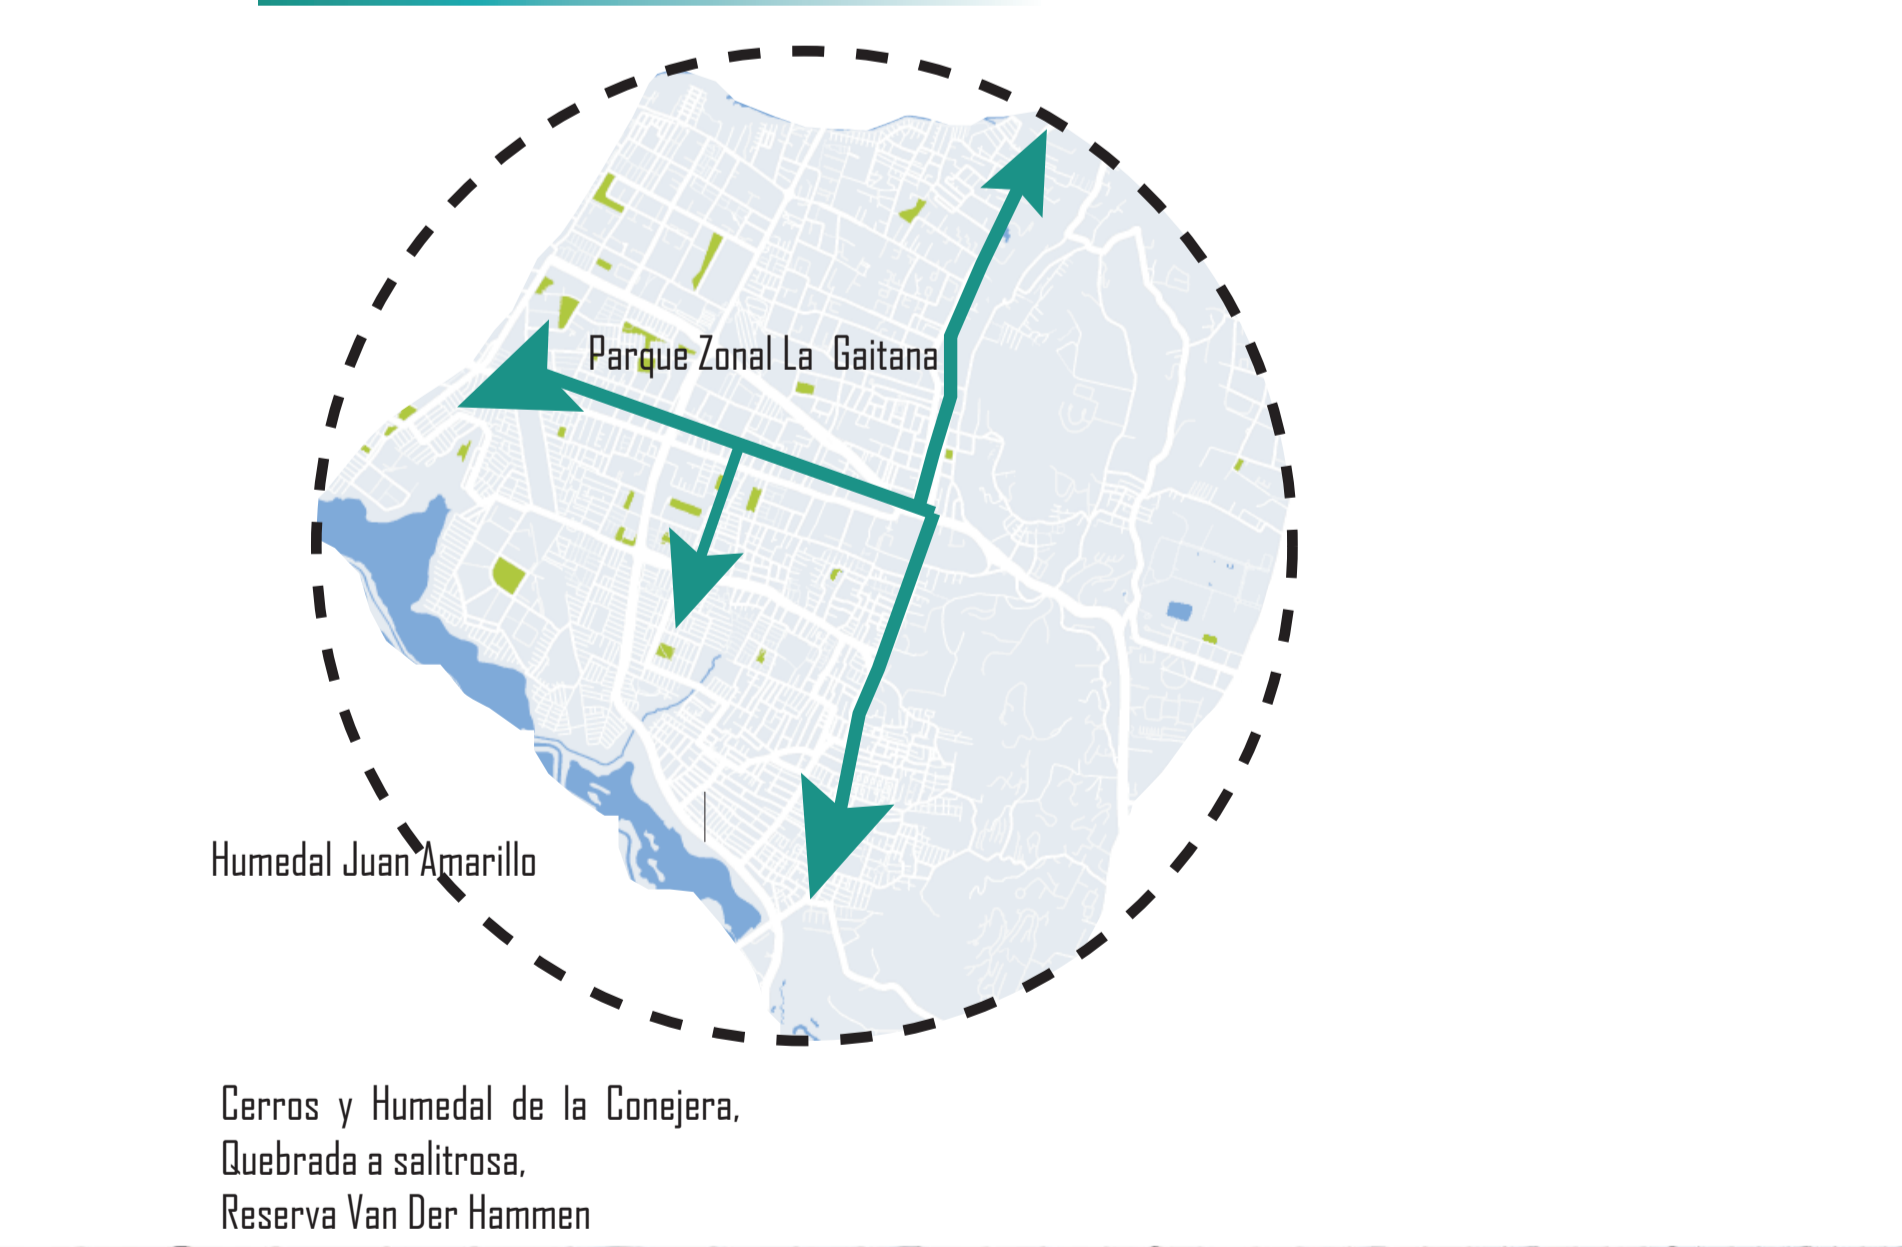 Parque Zonal La Gaitana
Humedal Juan Amarillo
Cerros y Humedal de la Conejera,
Quebrada a salitrosa,
Reserva Van Der Hammen